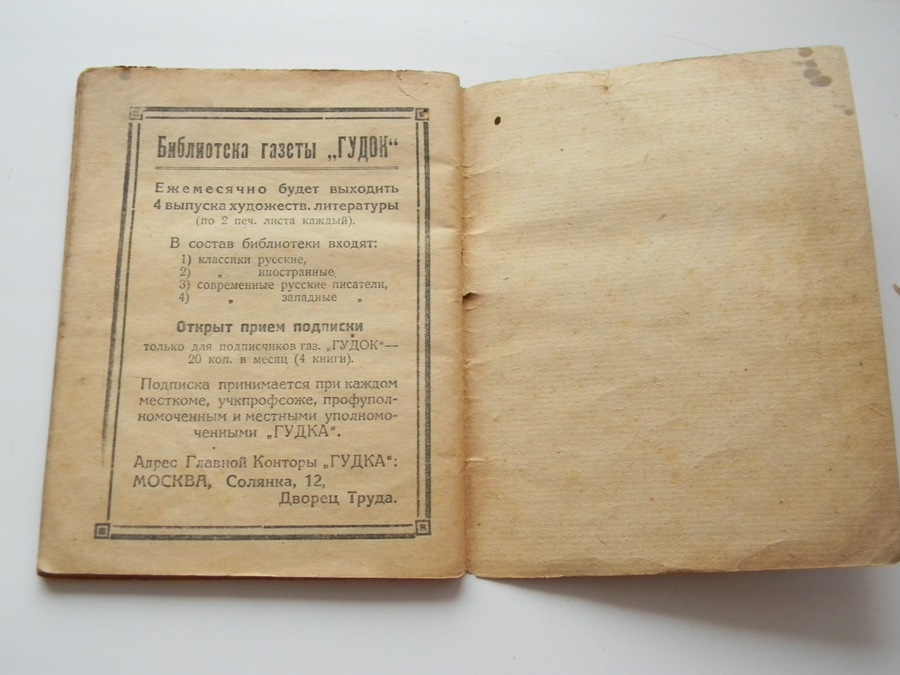 Библиотека газеты „ГУДОК“
Ежемесячно будет выходить
4 выпуска художеств. литературы
(по 2 печ. листа каждый).
В состав библиотеки входят:
1) классики русские,
2) „ иностранные
3) современные русские писатели,
4) „ западные „
Открыт прием подписки
только для подписчиков газ. „ГУДОК“—
20 коп. в месяц (4 книги).
Подписка принимается при каждом
месткоме, учкпрофсоже, профупол-
номоченным и местными уполномо-
ченными „ГУДКА“.
Адрес Главной Конторы „ГУДКА“:
МОСКВА, Солянка, 12,
Дворец Труда.